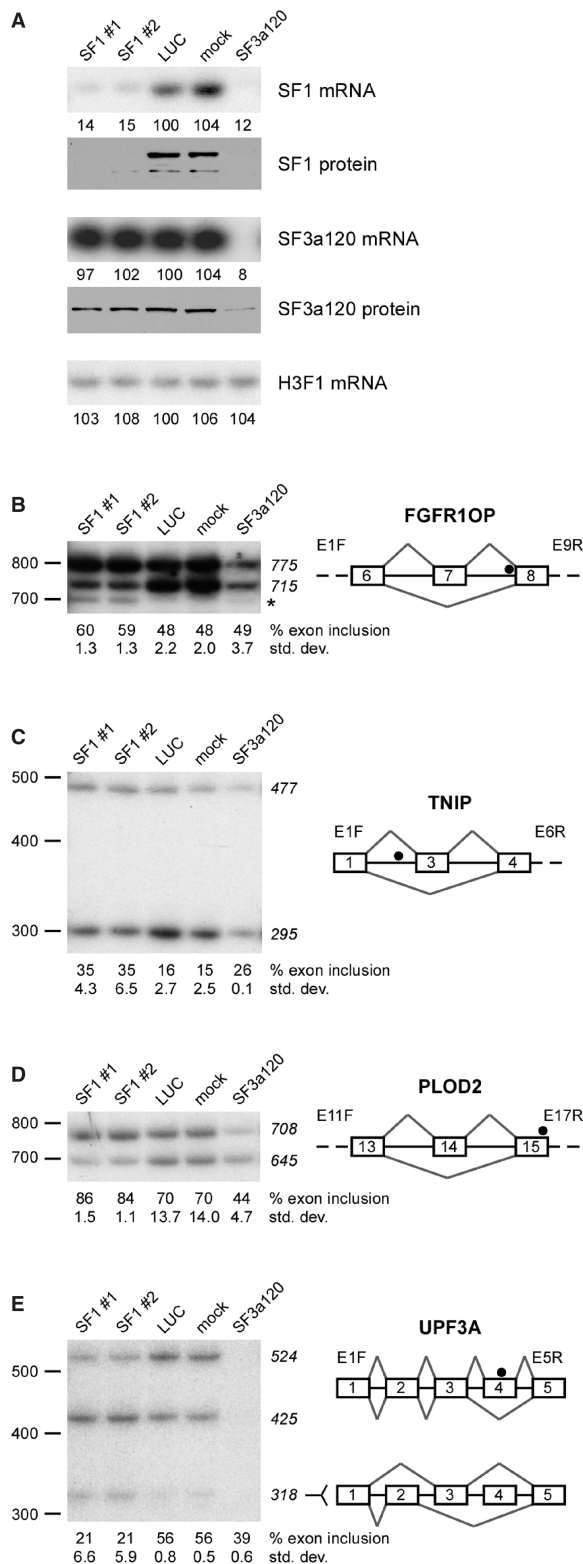 A
SF1 #1 SF1 #2 LUC mock SF3a120
SF1 mRNA
14 15 100 104 12
SF1 protein
SF3a120 mRNA
97 102 100 104 8
SF3a120 protein
H3F1 mRNA
103 108 100 106 104
B
SF1 #1 SF1 #2 LUC mock SF3a120
FGFR1OP
800
775
715
700
*
E1F E9R
6 7 8
60 59 48 48 49 % exon inclusion
1.3 1.3 2.2 2.0 3.7 std. dev.
C
SF1 #1 SF1 #2 LUC mock SF3a120
TNIP
500
477
400
300
295
E1F E6R
1 3 4
35 35 16 15 26 % exon inclusion
4.3 6.5 2.7 2.5 0.1 std. dev.
D
SF1 #1 SF1 #2 LUC mock SF3a120
PLOD2
800
708
700
645
E11F E17R
13 14 15
86 84 70 70 44 % exon inclusion
1.5 1.1 13.7 14.0 4.7 std. dev.
E
SF1 #1 SF1 #2 LUC mock SF3a120
UPF3A
524
500
425
400
318
300
E1F E5R
1 2 3 4 5
1 2 3 4 5
21 21 56 56 39 % exon inclusion
6.6 5.9 0.8 0.5 0.6 std. dev.